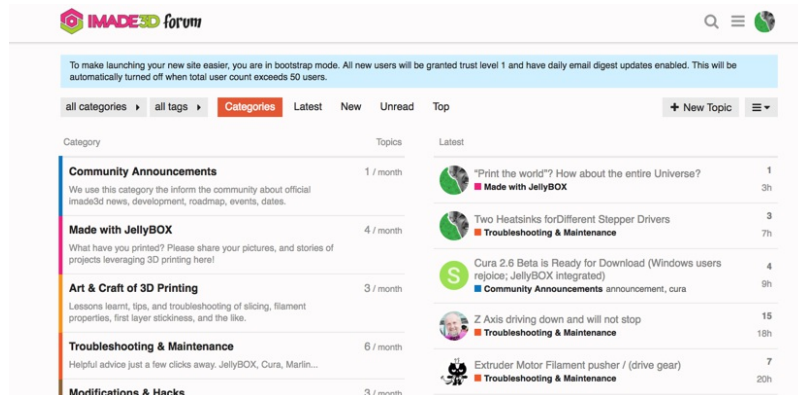 IMADE3D forum
To make launching your new site easier, you are in bootstrap mode. All new users will be granted trust level 1 and have daily email digest updates enabled. This will be
automatically turned off when total user count exceeds 50 users.
all categories all tags Categories Latest New Unread Top + New Topic
Category Topics
Community Announcements 1 / month
We use this category the inform the community about official
imade3d news, development, roadmap, events, dates.
Made with JellyBOX 4 / month
What have you printed? Please share your pictures, and stories of
projects leveraging 3D printing here!
Art & Craft of 3D Printing 3 / month
Lessons learnt, tips, and troubleshooting of slicing, filament
properties, first layer stickiness, and the like.
Troubleshooting & Maintenance 6 / month
Helpful advice just a few clicks away. JellyBOX, Cura, Marlin...
Modifications & Hacks 3 / month
Latest
"Print the world"? How about the entire Universe? 1
Made with JellyBOX 3h
Two Heatsinks forDifferent Stepper Drivers 3
Troubleshooting & Maintenance 7h
S
Cura 2.6 Beta is Ready for Download (Windows users
rejoice; JellyBOX integrated) 4
Community Announcements announcement, cura 9h
Z Axis driving down and will not stop 15
Troubleshooting & Maintenance 18h
Extruder Motor Filament pusher / (drive gear) 7
Troubleshooting & Maintenance 20h